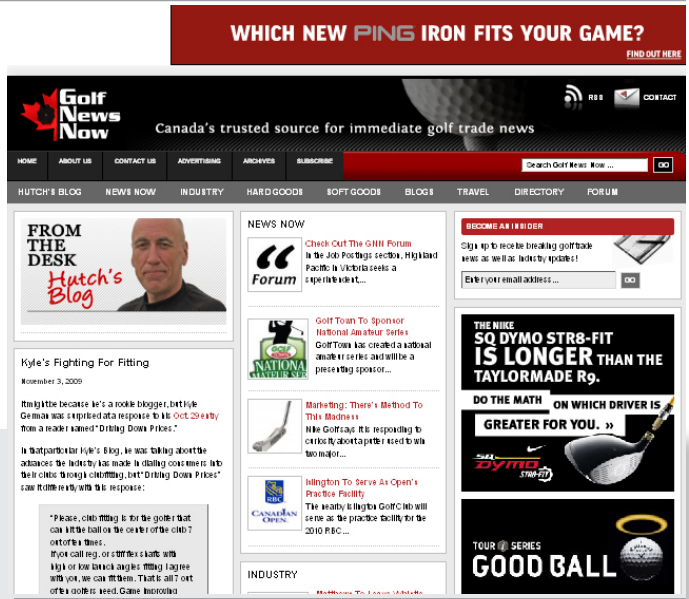 WHICH NEW PING IRON FITS YOUR GAME?
FIND OUT HERE
Golf
News
Now
Canada's trusted source for immediate golf trade news
RSS
CONTACT
HOME ABOUT US CONTACT US ADVERTISING ARCHIVES SUBSCRIBE
Search Golf News Now ...
GO
HUTCH'S BLOG NEWS NOW INDUSTRY HARD GOODS SOFT GOODS BLOGS TRAVEL DIRECTORY FORUM
FROM
THE
DESK
Hutch's
Blog
Kyle's Fighting For Fitting
November 3, 2009
It might be because he's a rookie blogger, but Kyle
German was surprised at a response to his Oct. 29 entry
from a reader named "Driving Down Prices."
In that particular Kyle's Blog, he was talking about the
advances the industry has made in dialing consumers into
their clubs through clubfitting, but "Driving Down Prices"
saw it differently with this response:
"Please, club fitting is for the golfer that
can hit the ball on the center of the club 7
out of ten times.
If you call reg. or stiff flex shafts with
high or low launch angles fitting I agree
with you, we can fit them. That is all 7 out
of ten golfers need. Game Improving
NEWS NOW
Forum
Check Out The GNN Forum
In the Job Postings section, Highland
Pacific in Victoria seeks a
superintendent,...
GOLF
NATIONAL
AMATEUR SER
Golf Town To Sponsor
National Amateur Series
Golf Town has created a national
amateur series and will be a
presenting sponsor...
Marketing: There's Method To
This Madness
Nike Golf says it is responding to
curiosity about a putter used to win
two major...
RBC
CANADIAN
OPEN
Islington To Serve As Open's
Practice Facility
The nearby Islington Golf Club will
serve as the practice facility for the
2010 RBC...
INDUSTRY
Matthews To Leave Whistle
BECOME AN INSIDER
Sign up to receive breaking golf trade
news as well as industry updates!
Enter your email address...
GO
THE NIKE
SQ DYMO STR8-FIT
IS LONGER THAN THE
TAYLORMADE R9.
DO THE MATH ON WHICH DRIVER IS
GREATER FOR YOU. »
SQ
DYMO
STR8-FIT
TOUR i SERIES
GOOD BALL